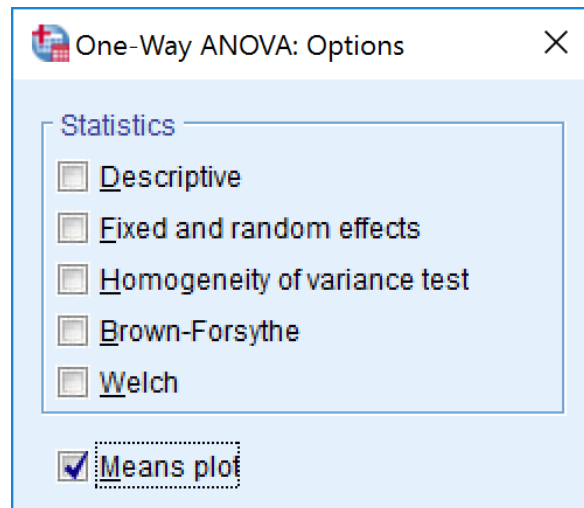 One-Way ANOVA: Options
Statistics
Descriptive
Fixed and random effects
Homogeneity of variance test
Brown-Forsythe
Welch
Means plot